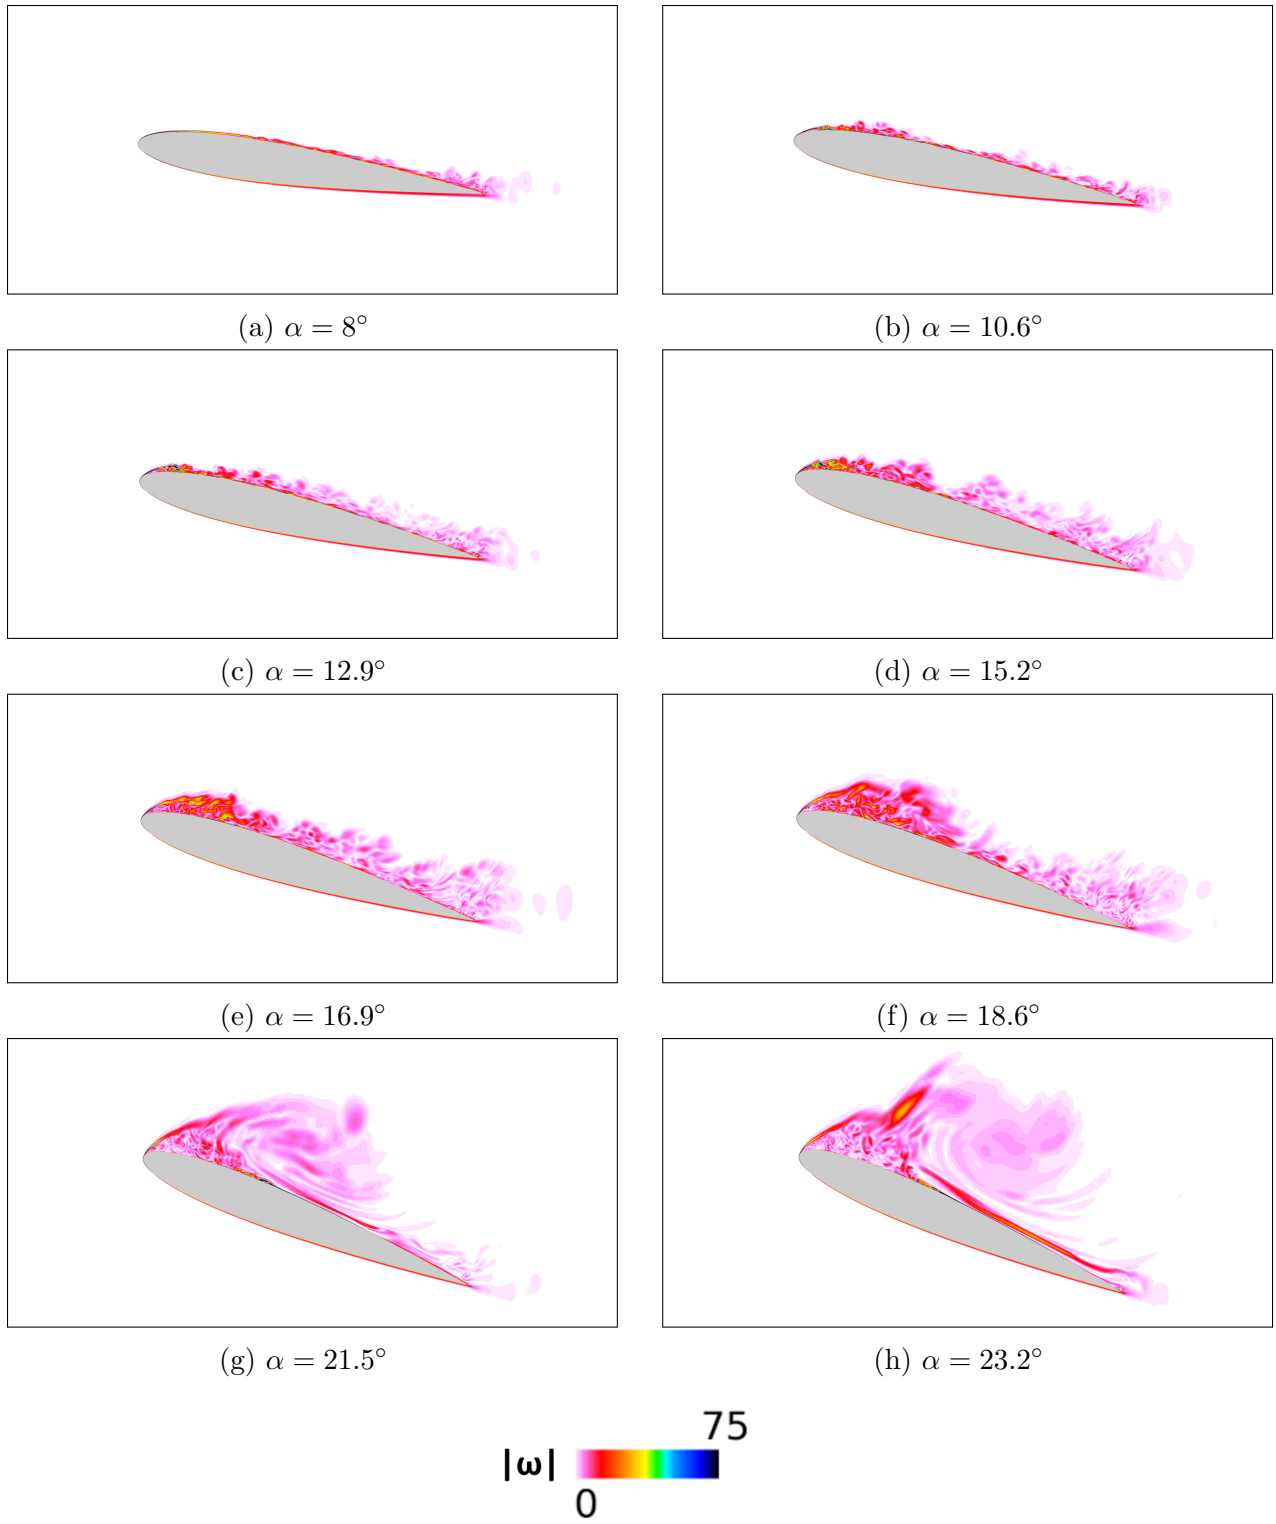 (a) α = 8°
(b) α = 10.6°
(c) α = 12.9°
(d) α = 15.2°
(e) α = 16.9°
(f) α = 18.6°
(g) α = 21.5°
(h) α = 23.2°
75
|ω|
0